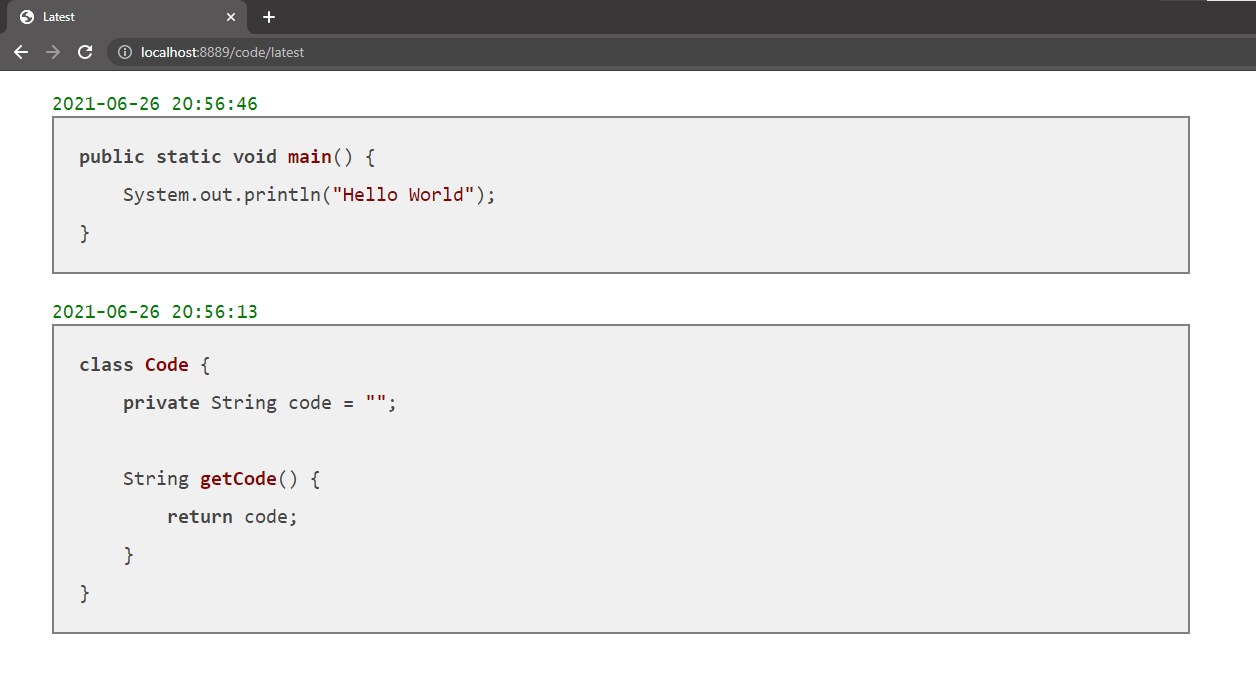 Latest
localhost:8889/code/latest
2021-06-26 20:56:46
public static void main() {
    System.out.println("Hello World");
}
2021-06-26 20:56:13
class Code {
    private String code = "";
    String getCode() {
        return code;
    }
}